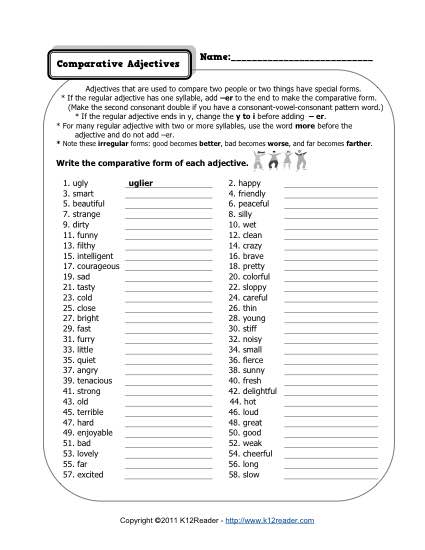 Comparative Adjectives
Name:___________________________
Adjectives that are used to compare two people or two things have special forms.
* If the regular adjective has one syllable, add –er to the end to make the comparative form.
(Make the second consonant double if you have a consonant-vowel-consonant pattern word.)
* If the regular adjective ends in y, change the y to i before adding – er.
* For many regular adjective with two or more syllables, use the word more before the
adjective and do not add –er.
* Note these irregular forms: good becomes better, bad becomes worse, and far becomes farther.
Write the comparative form of each adjective.
1. ugly uglier 2. happy
3. smart 4. friendly
5. beautiful 6. peaceful
7. strange 8. silly
9. dirty 10. wet
11. funny 12. clean
13. filthy 14. crazy
15. intelligent 16. brave
17. courageous 18. pretty
19. sad 20. colorful
21. tasty 22. sloppy
23. cold 24. careful
25. close 26. thin
27. bright 28. young
29. fast 30. stiff
31. furry 32. noisy
33. little 34. small
35. quiet 36. fierce
37. angry 38. sunny
39. tenacious 40. fresh
41. strong 42. delightful
43. old 44. hot
45. terrible 46. loud
47. hard 48. great
49. enjoyable 50. good
51. bad 52. weak
53. lovely 54. cheerful
55. far 56. long
57. excited 58. slow
Copyright ©2011 K12Reader - http://www.k12reader.com